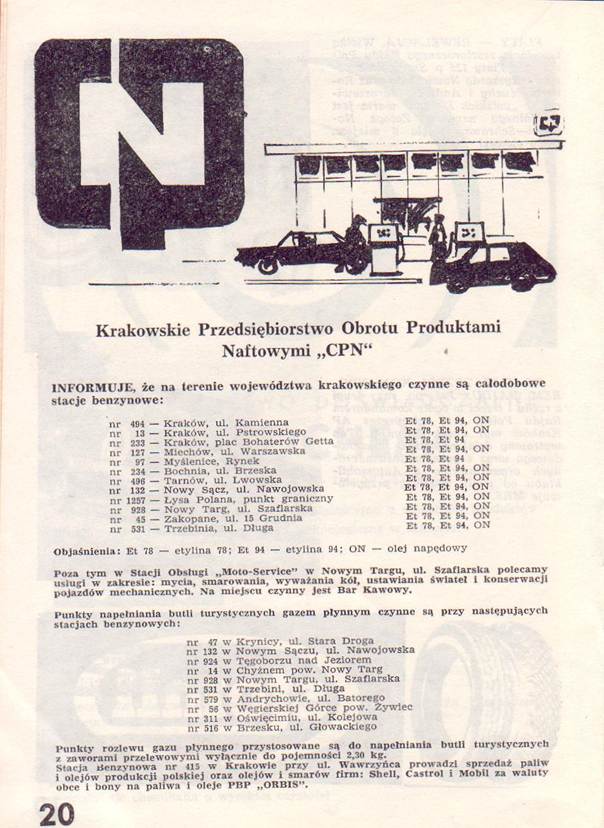 CPN
CPN
Krakowskie Przedsiębiorstwo Obrotu Produktami
Naftowymi „CPN“
INFORMUJE, że na terenie województwa krakowskiego czynne są całodobowe
stacje benzynowe:
nr 494 — Kraków, ul. Kamienna Et 78, Et 94, ON
nr 13 — Kraków, ul. Pstrowskiego Et 78, Et 94, ON
nr 233 — Kraków, plac Bohaterów Getta Et 78, Et 94
nr 127 — Miechów, ul. Warszawska Et 78, Et 94, ON
nr 97 — Myślenice, Rynek Et 78, Et 94
nr 234 — Bochnia, ul. Brzeska Et 78, Et 94, ON
nr 496 — Tarnów, ul. Lwowska Et 78, Et 94, ON
nr 132 — Nowy Sącz, ul. Nawojowska Et 78, Et 94, ON
nr 1257 — Łysa Polana, punkt graniczny Et 78, Et 94, ON
nr 928 — Nowy Targ, ul. Szaflarska Et 78, Et 94, ON
nr 45 — Zakopane, ul. 15 Grudnia Et 78, Et 94, ON
nr 531 — Trzebinia, ul. Długa Et 78, Et 94, ON
Objaśnienia: Et 78 — etylina 78; Et 94 — etylina 94; ON — olej napędowy
Poza tym w Stacji Obsługi „Moto-Service” w Nowym Targu, ul. Szaflarska polecamy
usługi w zakresie: mycia, smarowania, wyważania kół, ustawiania świateł i konserwacji
pojazdów mechanicznych. Na miejscu czynny jest Bar Kawowy.
Punkty napełniania butli turystycznych gazem płynnym czynne są przy następujących
stacjach benzynowych:
nr 47 w Krynicy, ul. Stara Droga
nr 132 w Nowym Sączu, ul. Nawojowska
nr 924 w Tęgoborzu nad Jeziorem
nr 14 w Chyżnem pow. Nowy Targ
nr 928 w Nowym Targu, ul. Szaflarska
nr 531 w Trzebini, ul. Długa
nr 579 w Andrychowie, ul. Batorego
nr 56 w Węgierskiej Górce pow. Żywiec
nr 311 w Oświęcimiu, ul. Kolejowa
nr 516 w Brzesku, ul. Głowackiego
Punkty rozlewu gazu płynnego przystosowane są do napełniania butli turystycznych
z zaworami przelewowymi wyłącznie do pojemności 2,30 kg.
Stacja Benzynowa nr 415 w Krakowie przy ul. Wawrzyńca prowadzi sprzedaż paliw
i olejów produkcji polskiej oraz olejów i smarów firm: Shell, Castrol i Mobil za waluty
obce i bony na paliwa i oleje PBP „ORBIS”.
20